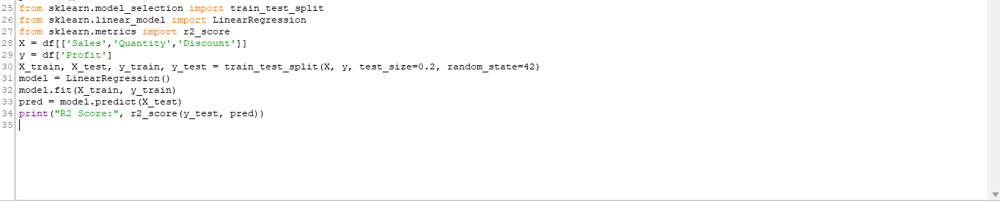 25 from sklearn.model_selection import train_test_split
26 from sklearn.linear_model import LinearRegression
27 from sklearn.metrics import r2_score
28 X = df[['Sales','Quantity','Discount']]
29 y = df['Profit']
30 X_train, X_test, y_train, y_test = train_test_split(X, y, test_size=0.2, random_state=42)
31 model = LinearRegression()
32 model.fit(X_train, y_train)
33 pred = model.predict(X_test)
34 print("R2 Score:", r2_score(y_test, pred))
35